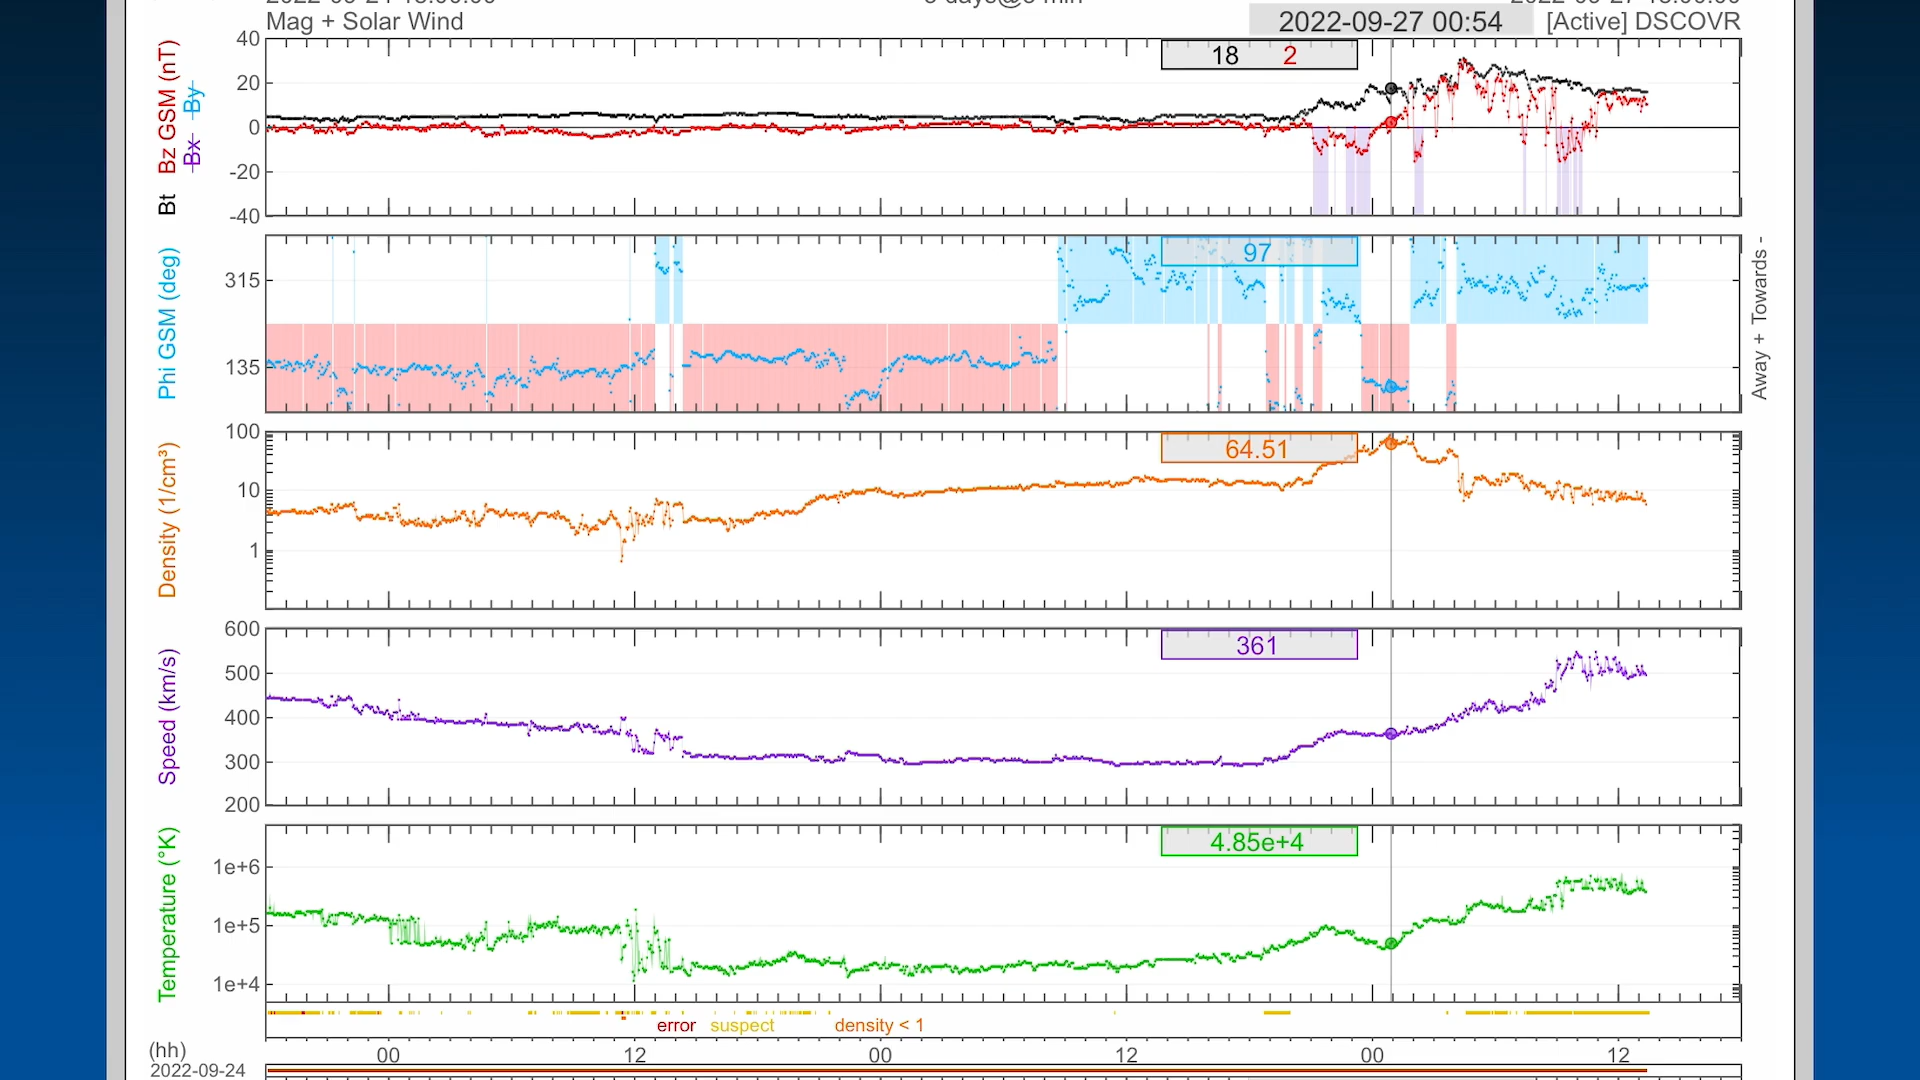 Mag + Solar Wind
2022-09-27 00:54
[Active] DSCOVR
Bt Bz GSM (nT)
Bx By
40
20
0
-20
-40
18 2
Phi GSM (deg)
315
135
97
Away + Towards -
Density (1/cm³)
100
10
1
64.51
Speed (km/s)
600
500
400
300
200
361
Temperature (°K)
1e+6
1e+5
1e+4
4.85e+4
error suspect density < 1
(hh) 00 12 00 12 00 12
2022-09-24